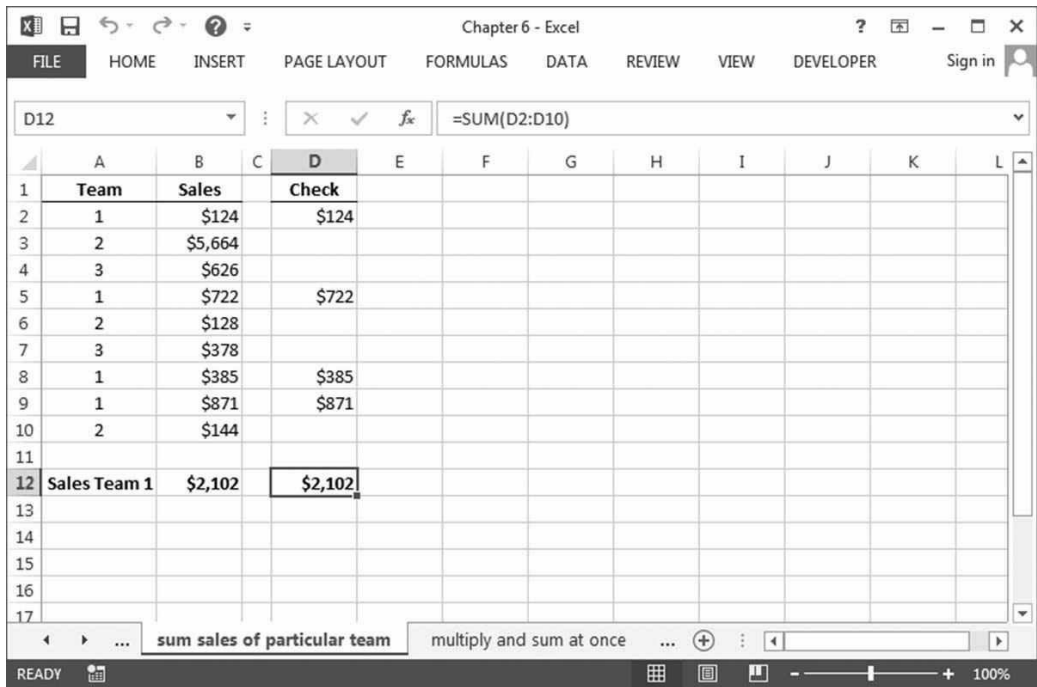 Chapter 6 - Excel ?
FILE HOME INSERT PAGE LAYOUT FORMULAS DATA REVIEW VIEW DEVELOPER Sign in
D12 fx =SUM(D2:D10)
A B C D E F G H I J K L
1 Team Sales Check
2 1 $124 $124
3 2 $5,664
4 3 $626
5 1 $722 $722
6 2 $128
7 3 $378
8 1 $385 $385
9 1 $871 $871
10 2 $144
11
12 Sales Team 1 $2,102 $2,102
13
14
15
16
17
... sum sales of particular team multiply and sum at once ...
READY 100%